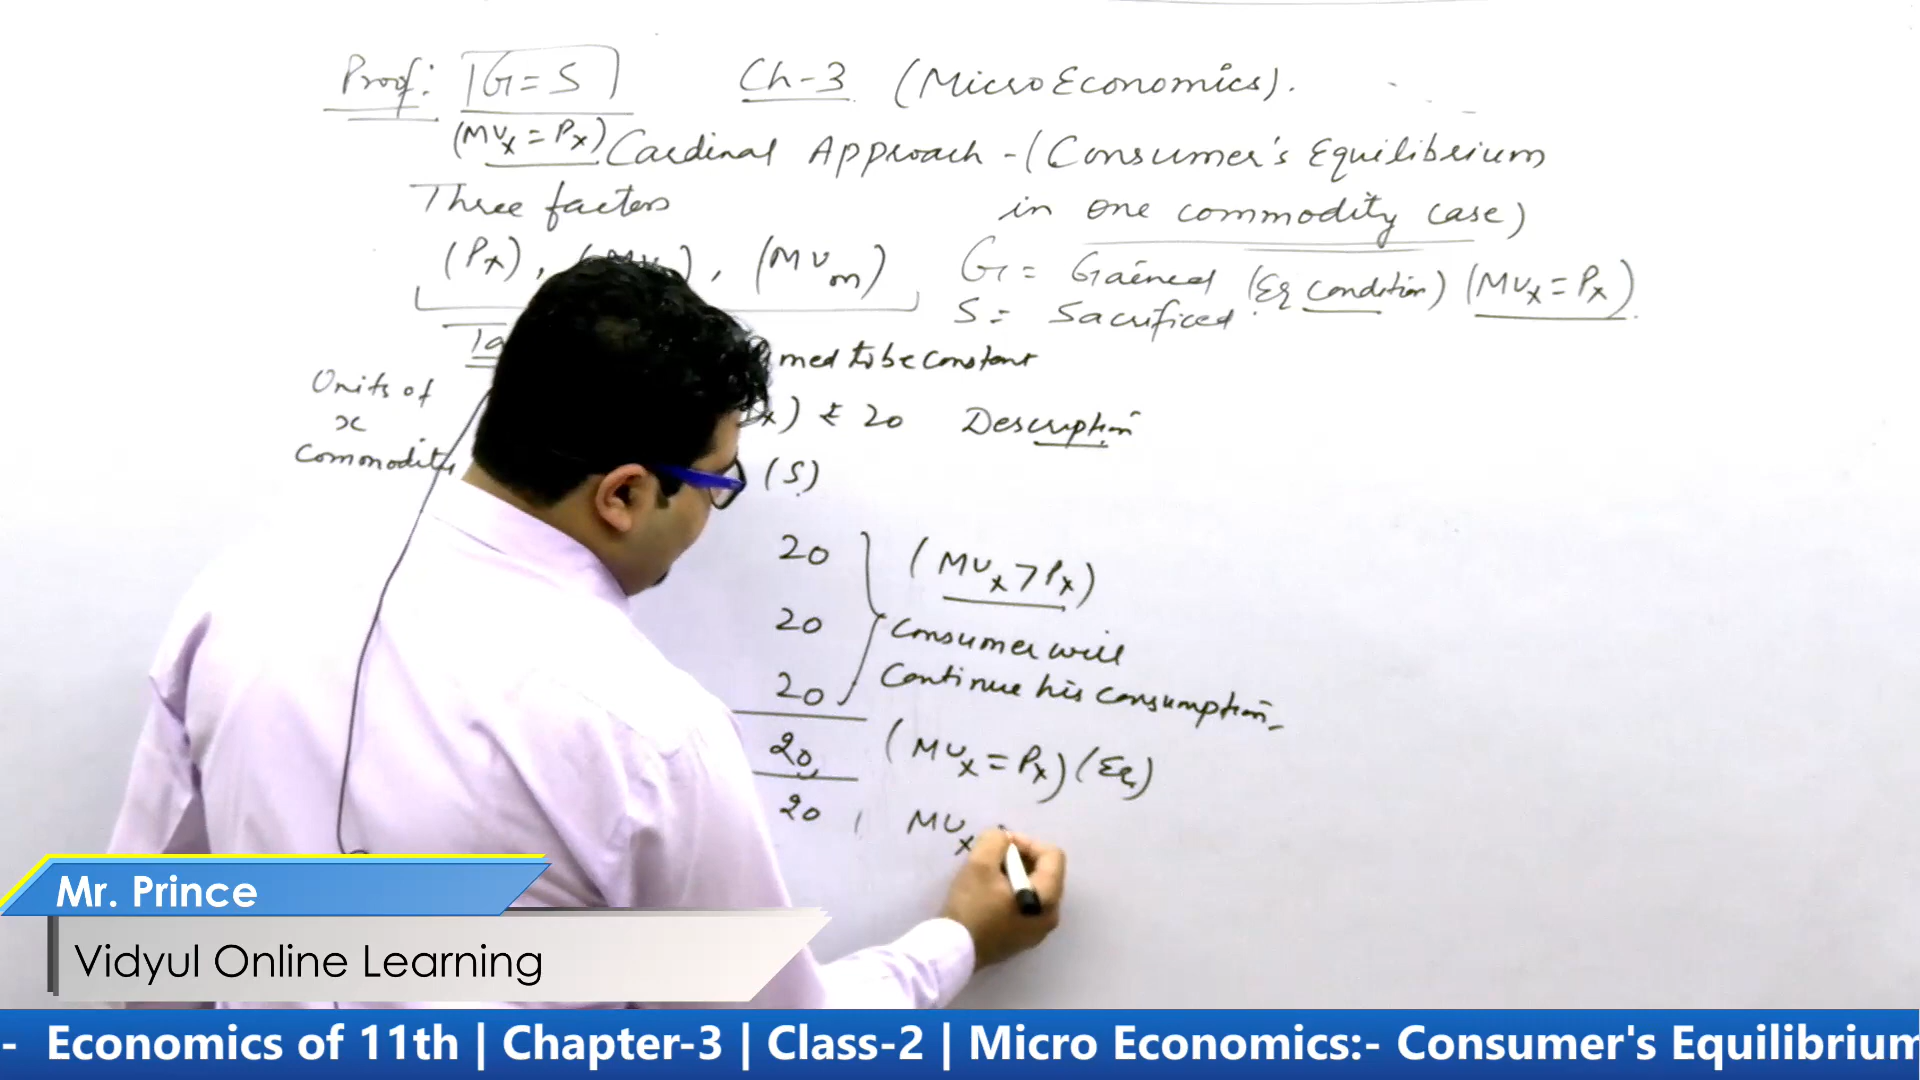 Proof: G = S Ch-3 (Micro Economics).
(MUx = Px) Cardinal Approach - (Consumer's Equilibrium
Three factors in one commodity case)
(Px), , (MUm) G = Gained (Eq condition) (MUx = Px)
S = Sacrificed
med to be constant
Units of
x
Commodity
) ₹ 20 Description
(S)
20 (MUx > Px)
20 Consumer will
20 Continue his consumption
20 (MUx = Px) (Eq)
20 MUx
Mr. Prince
Vidyul Online Learning
- Economics of 11th | Chapter-3 | Class-2 | Micro Economics:- Consumer's Equilibrium